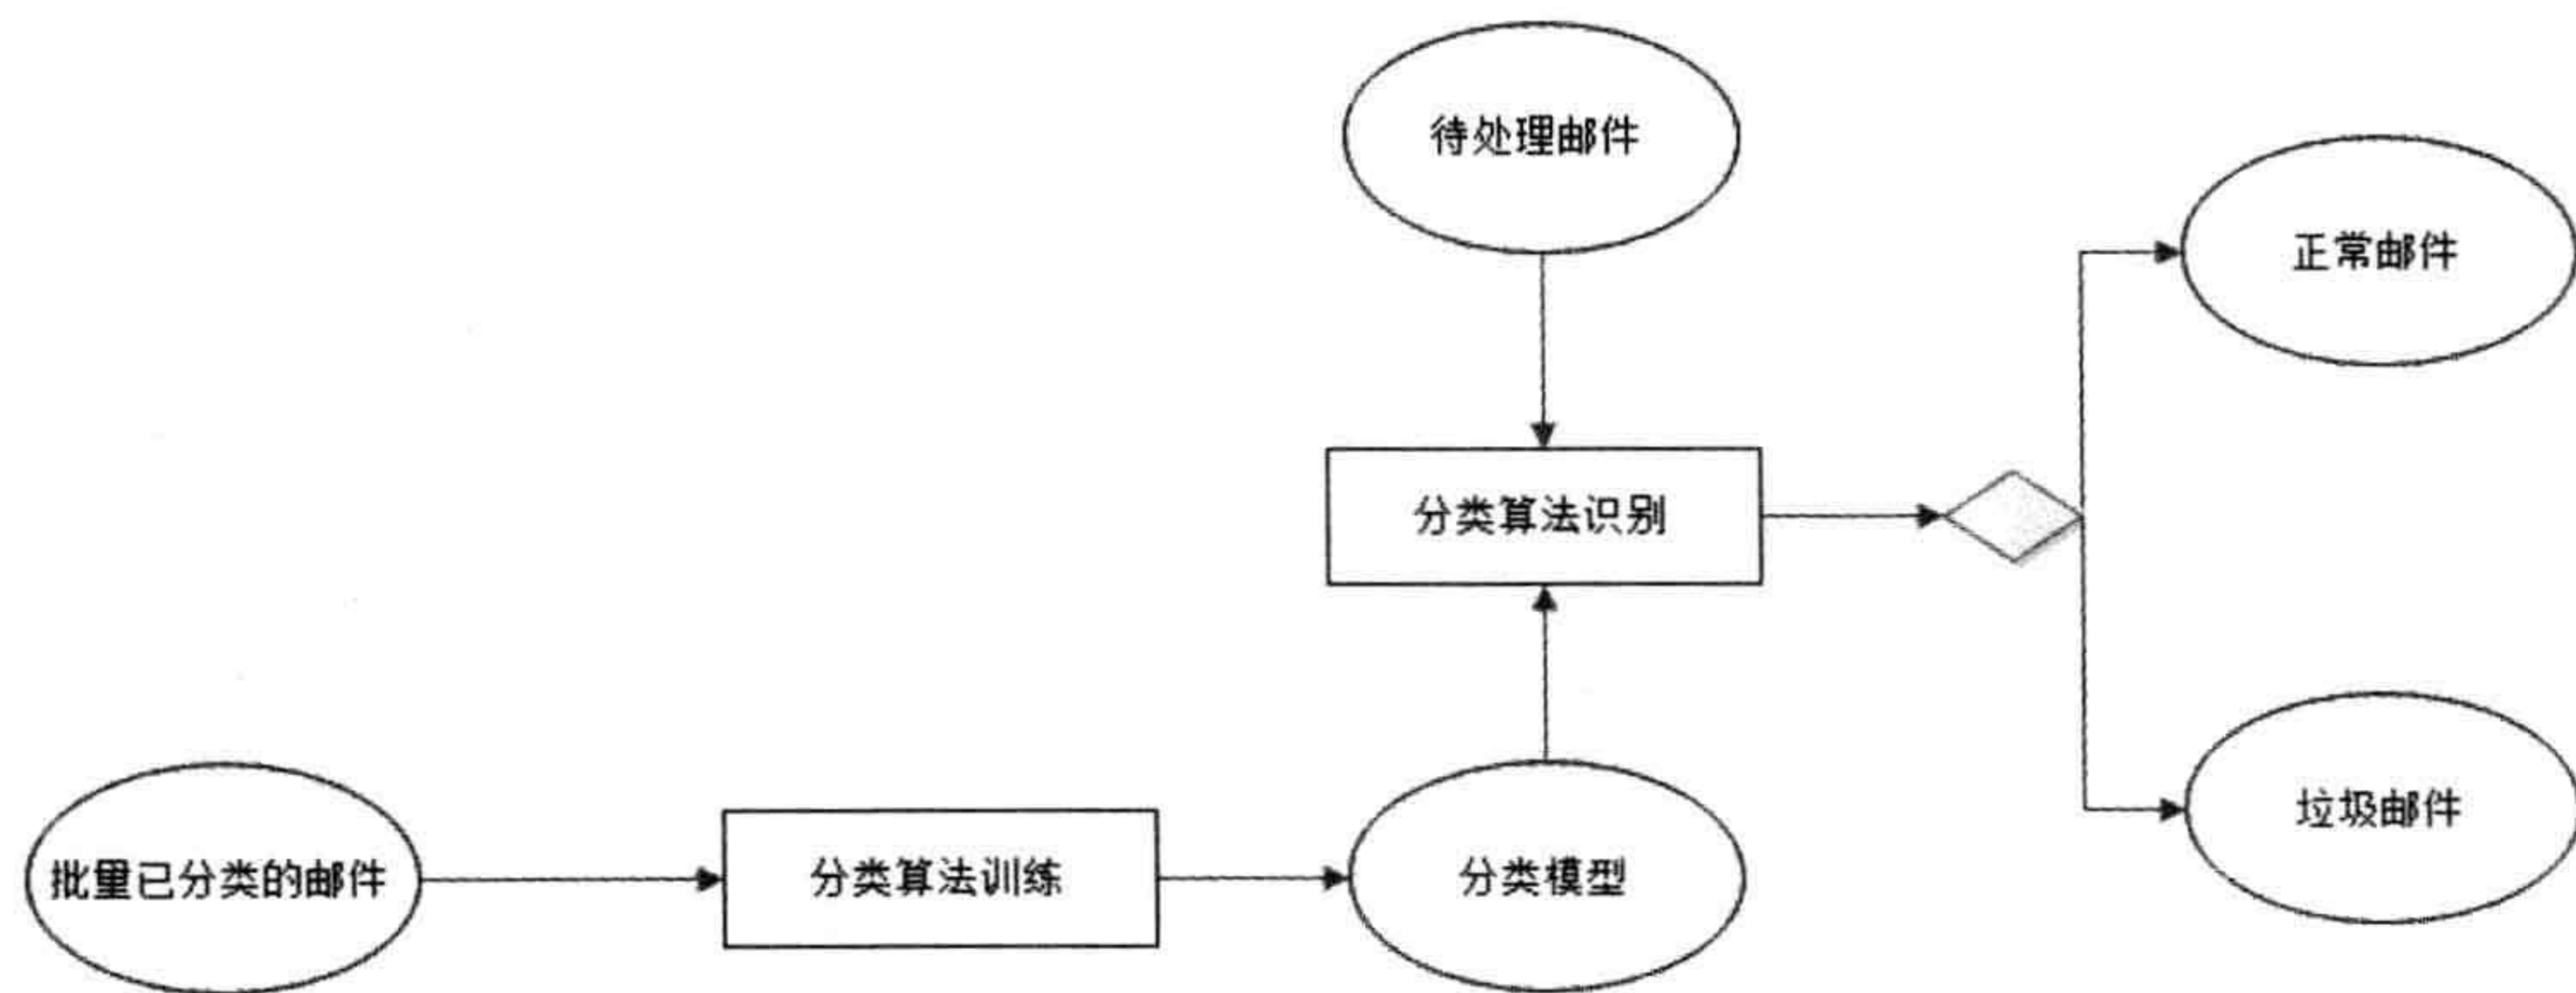 待处理邮件
正常邮件
分类算法识别
垃圾邮件
批量已分类的邮件
分类算法训练
分类模型